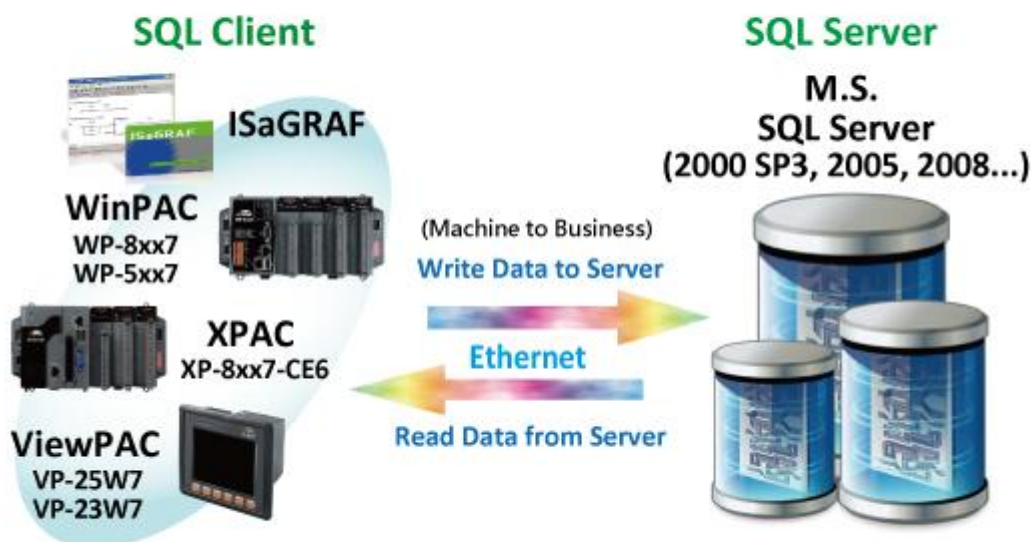 SQL Client
ISaGRAF
ISaGRAF
WinPAC
WP-8xx7
WP-5xx7
XPAC
XP-8xx7-CE6
ViewPAC
VP-25W7
VP-23W7
(Machine to Business)
Write Data to Server
Ethernet
Read Data from Server
SQL Server
M.S.
SQL Server
(2000 SP3, 2005, 2008...)